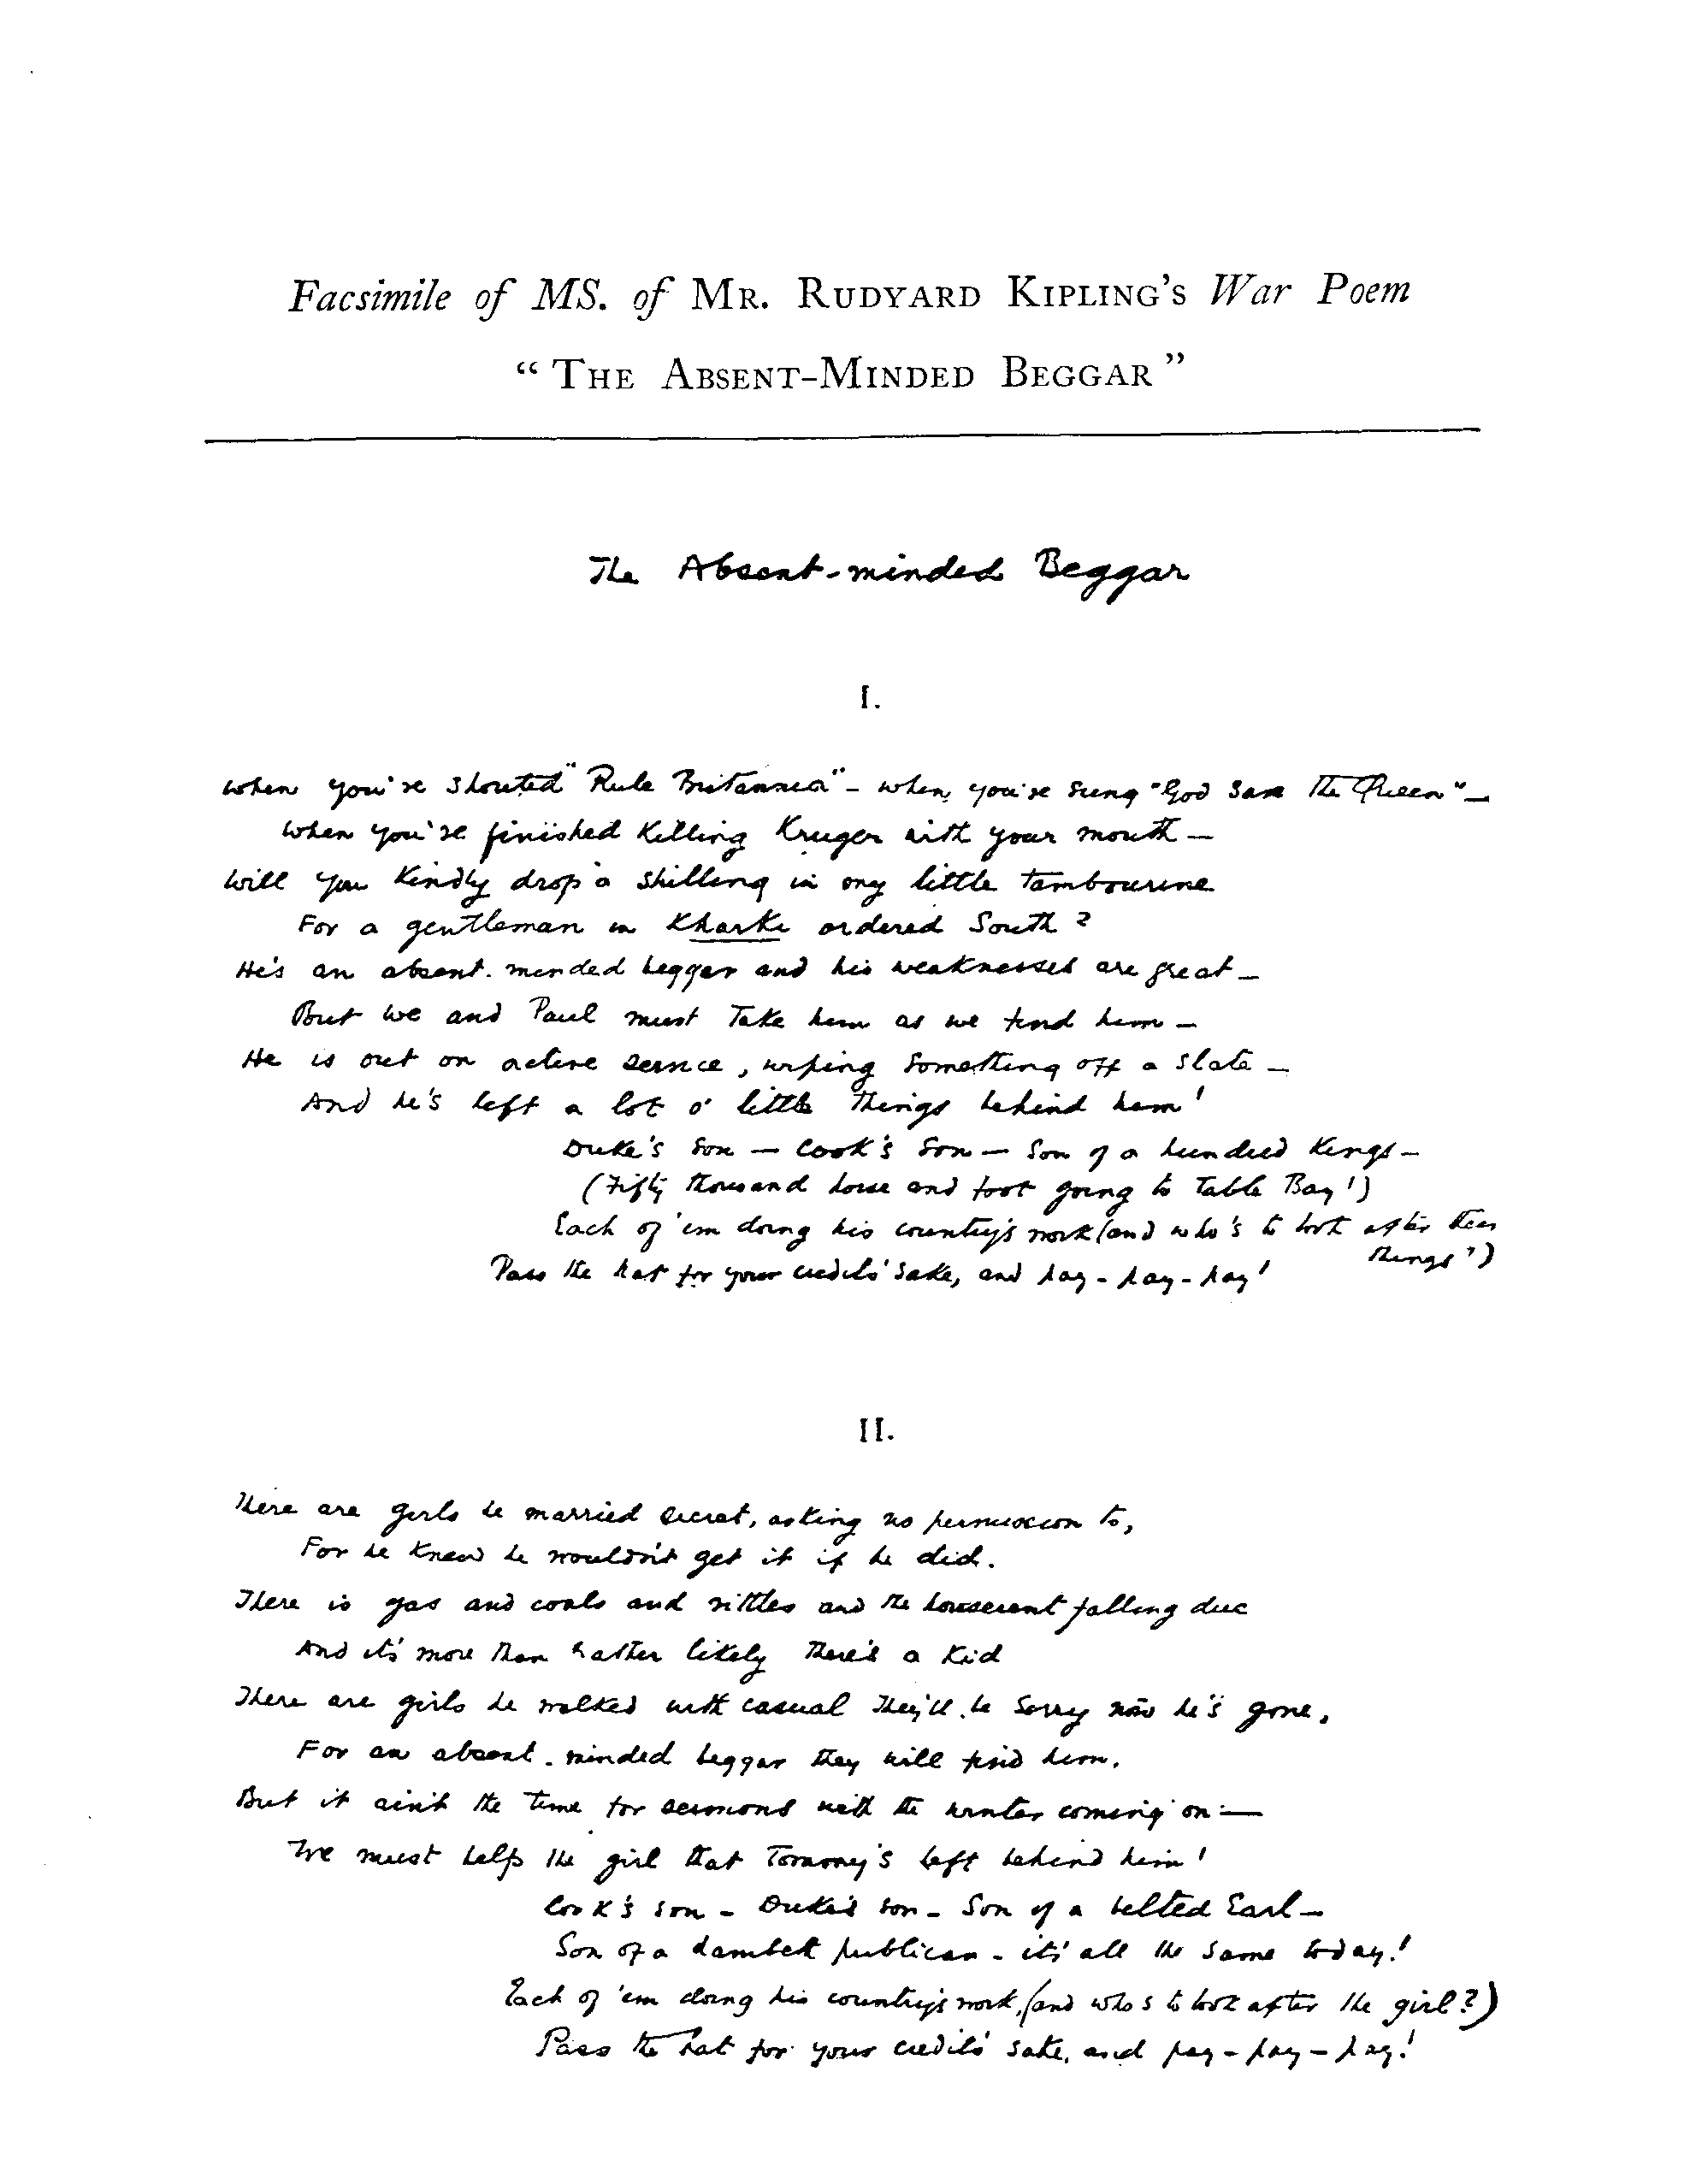 Facsimile of MS. of MR. RUDYARD KIPLING'S War Poem
"THE ABSENT-MINDED BEGGAR"
The Absent-minded Beggar
I.
When you've shouted "Rule Britannia" – when you've sung "God save the Queen" –
When you've finished killing Kruger with your mouth –
Will you kindly drop a shilling in my little tambourine
For a gentleman in Kharki ordered South?
He's an absent-minded beggar and his weaknesses are great –
But we and Paul must take him as we find him –
He is out on active service, wiping something off a slate –
And he's left a lot o' little things behind him!
Duke's son – Cook's son – Son of a hundred Kings –
(Fifty thousand horse and foot going to Table Bay!)
Each of 'em doing his country's work (and who's to look after their
things?)
Pass the hat for your credit's sake, and pay – pay – pay!
II.
There are girls he married secret, asking no permission to,
For he knew he wouldn't get it if he did.
There is gas and coals and vittles and the houserent falling due
And it's more than rather likely there's a kid
There are girls he walked with casual They'll be sorry now he's gone,
For an absent-minded beggar they will find him.
But it ain't the time for sermons with the winter coming on: –
We must help the girl that Tommy's left behind him!
Cook's son – Duke's son – Son of a belted Earl –
Son of a Lambeth publican – it's all the same today!
Each of 'em doing his country's work, (and who's to look after the girl?)
Pass the hat for your credit's sake, and pay – pay – pay!